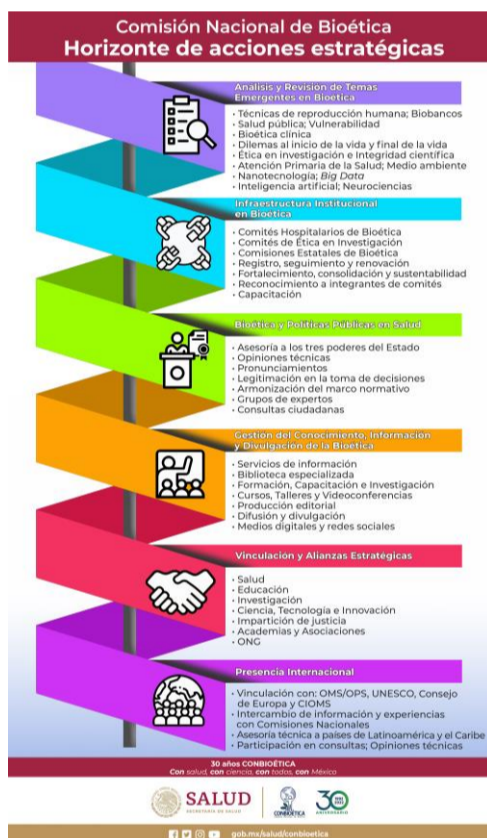 Comisión Nacional de Bioética
Horizonte de acciones estratégicas
Análisis y Revisión de Temas
Emergentes en Bioética
• Técnicas de reproducción humana; Biobancos
• Salud pública; Vulnerabilidad
• Bioética clínica
• Dilemas al inicio de la vida y final de la vida
• Ética en investigación e Integridad científica
• Atención Primaria de la Salud; Medio ambiente
• Nanotecnología; Big Data
• Inteligencia artificial; Neurociencias
Infraestructura Institucional
en Bioética
• Comités Hospitalarios de Bioética
• Comités de Ética en Investigación
• Comisiones Estatales de Bioética
• Registro, seguimiento y renovación
• Fortalecimiento, consolidación y sustentabilidad
• Reconocimiento a integrantes de comités
• Capacitación
Bioética y Políticas Públicas en Salud
• Asesoría a los tres poderes del Estado
• Opiniones técnicas
• Pronunciamientos
• Legitimación en la toma de decisiones
• Armonización del marco normativo
• Grupos de expertos
• Consultas ciudadanas
Gestión del Conocimiento, Información
y Divulgación de la Bioética
• Servicios de información
• Biblioteca especializada
• Formación, Capacitación e Investigación
• Cursos, Talleres y Videoconferencias
• Producción editorial
• Difusión y divulgación
• Medios digitales y redes sociales
Vinculación y Alianzas Estratégicas
• Salud
• Educación
• Investigación
• Ciencia, Tecnología e Innovación
• Impartición de justicia
• Academias y Asociaciones
• ONG
Presencia Internacional
• Vinculación con: OMS/OPS, UNESCO, Consejo
de Europa y CIOMS
• Intercambio de información y experiencias
con Comisiones Nacionales
• Asesoría técnica a países de Latinoamérica y el Caribe
• Participación en consultas; Opiniones técnicas
30 años CONBIOÉTICA
Con salud, con ciencia, con todos, con México
SALUD
SECRETARÍA DE SALUD
CONBIOÉTICA
30
ANIVERSARIO
gob.mx/salud/conbioetica